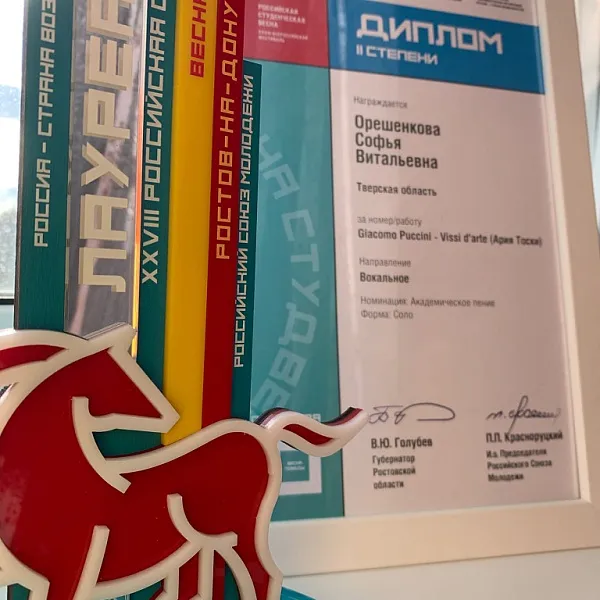 РОССИЯ - СТРАНА ВОЗ
ЛАУРЕА
XXVIII РОССИЙСКАЯ С
ВЕСНА
РОСТОВ-НА-ДОНУ
РОССИЙСКИЙ СОЮЗ МОЛОДЕЖИ
РОССИЙСКАЯ
СТУДЕНЧЕСКАЯ
ВЕСНА
НА СТУДВЕ
ДИПЛОМ
II СТЕПЕНИ
Награждается
Орешенкова
Софья
Витальевна
Тверская область
за номер/работу
Giacomo Puccini - Vissi d'arte (Ария Тоски)
Направление
Вокальное
Номинация: Академическое пение
Форма: Соло
В.Ю. Голубев
Губернатор
Ростовской
области
П.П. Красноруцкий
И.о. Председателя
Российского Союза
Молодежи